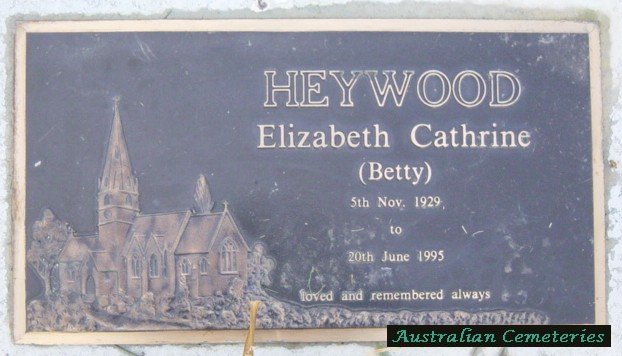 HEYWOOD
Elizabeth Cathrine
(Betty)
5th Nov. 1929
to
20th June 1995
loved and remembered always
Australian Cemeteries